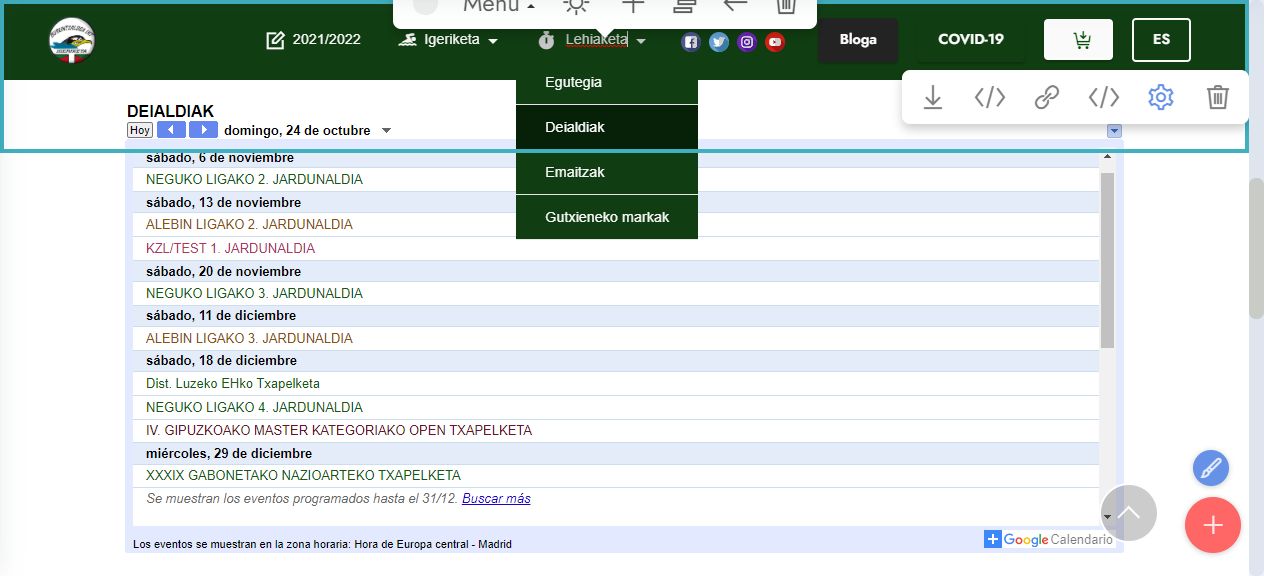 Menu
2021/2022 Igeriketa Lehiaketa Bloga COVID-19 ES
Egutegia
Deialdiak
Emaitzak
Gutxieneko markak
DEIALDIAK
Hoy domingo, 24 de octubre
sábado, 6 de noviembre
NEGUKO LIGAKO 2. JARDUNALDIA
sábado, 13 de noviembre
ALEBIN LIGAKO 2. JARDUNALDIA
KZL/TEST 1. JARDUNALDIA
sábado, 20 de noviembre
NEGUKO LIGAKO 3. JARDUNALDIA
sábado, 11 de diciembre
ALEBIN LIGAKO 3. JARDUNALDIA
sábado, 18 de diciembre
Dist. Luzeko EHko Txapelketa
NEGUKO LIGAKO 4. JARDUNALDIA
IV. GIPUZKOAKO MASTER KATEGORIAKO OPEN TXAPELKETA
miércoles, 29 de diciembre
XXXIX GABONETAKO NAZIOARTEKO TXAPELKETA
Se muestran los eventos programados hasta el 31/12. Buscar más
Los eventos se muestran en la zona horaria: Hora de Europa central - Madrid
Google Calendario